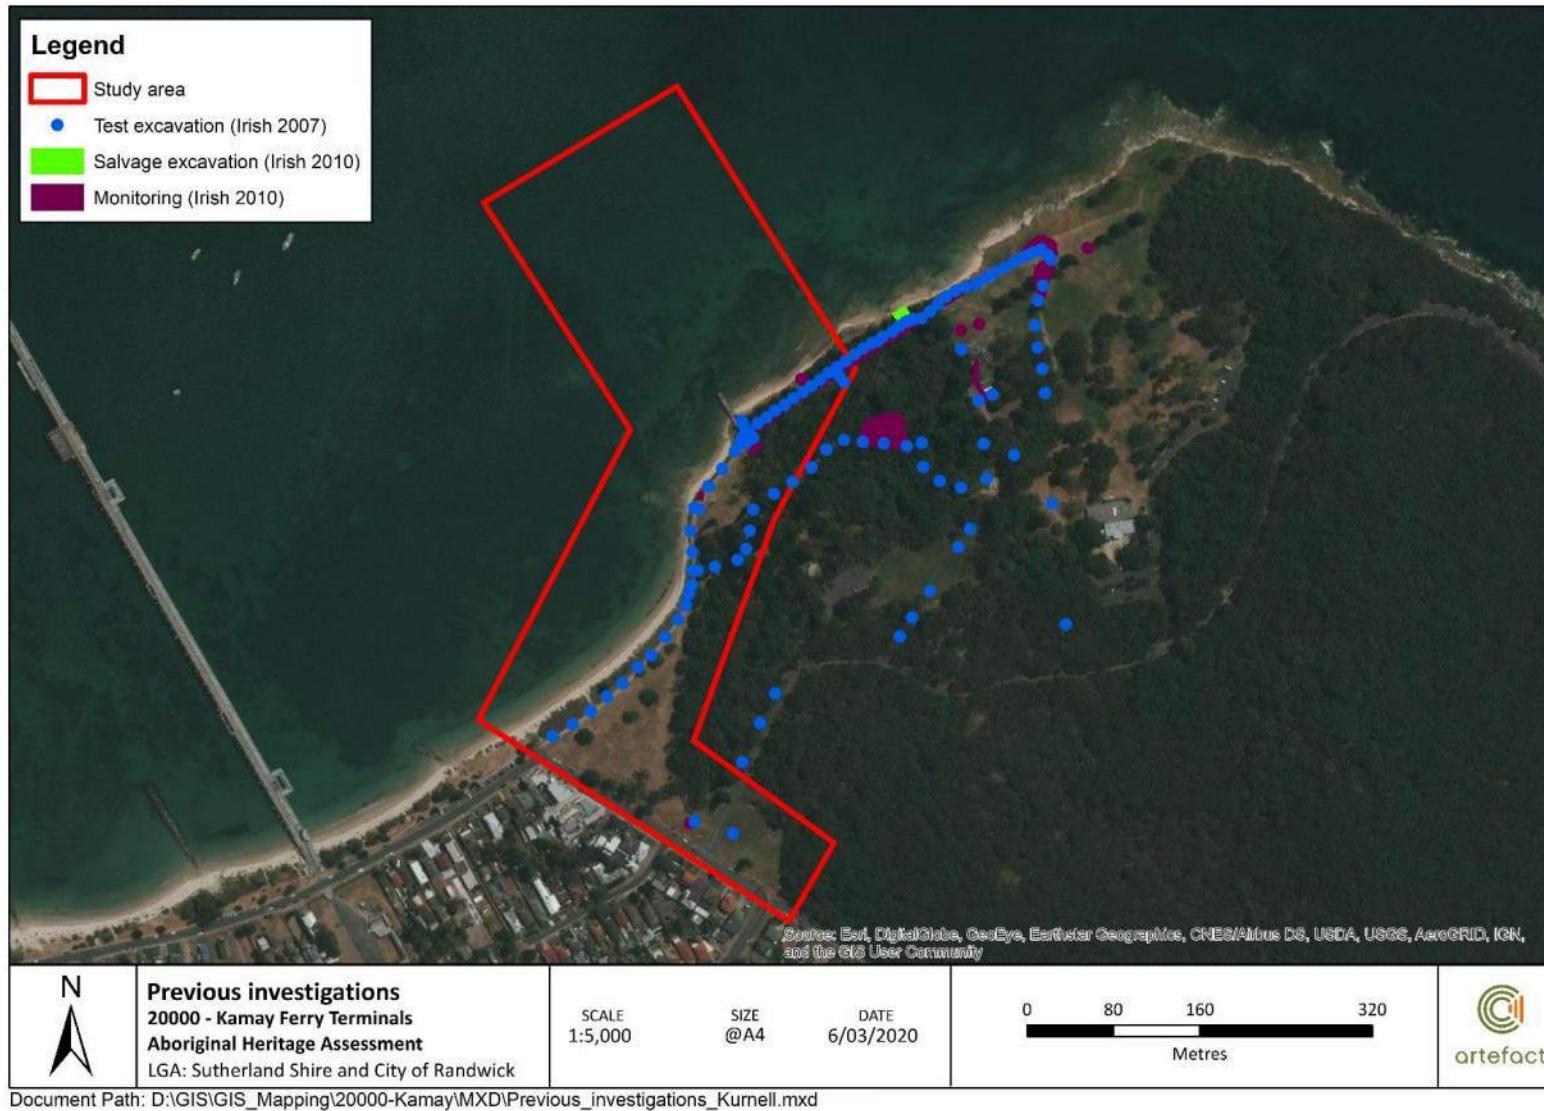 Legend
Study area
Test excavation (Irish 2007)
Salvage excavation (Irish 2010)
Monitoring (Irish 2010)
Source: Esri, DigitalGlobe, GeoEye, Earthstar Geographics, CNES/Airbus DS, USDA, USGS, AeroGRID, IGN,
and the GIS User Community
N
Previous investigations
20000 - Kamay Ferry Terminals
Aboriginal Heritage Assessment
LGA: Sutherland Shire and City of Randwick
SCALE
1:5,000
SIZE
@A4
DATE
6/03/2020
0 80 160 320
Metres
artefact
Document Path: D:\GIS\GIS_Mapping\20000-Kamay\MXD\Previous_investigations_Kurnell.mxd